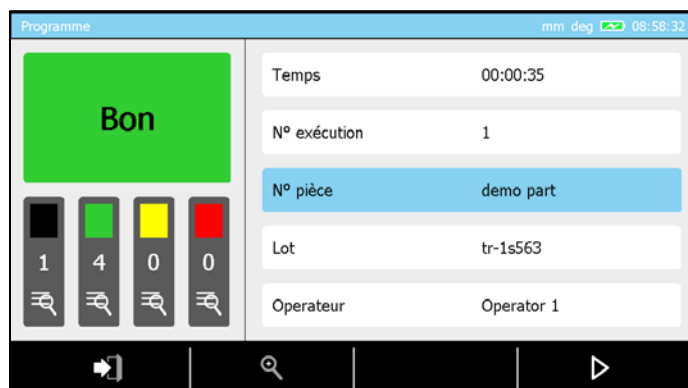 Programme mm deg 08:58:32
Bon
1 4 0 0
Temps 00:00:35
Nº exécution 1
Nº pièce demo part
Lot tr-1s563
Operateur Operator 1